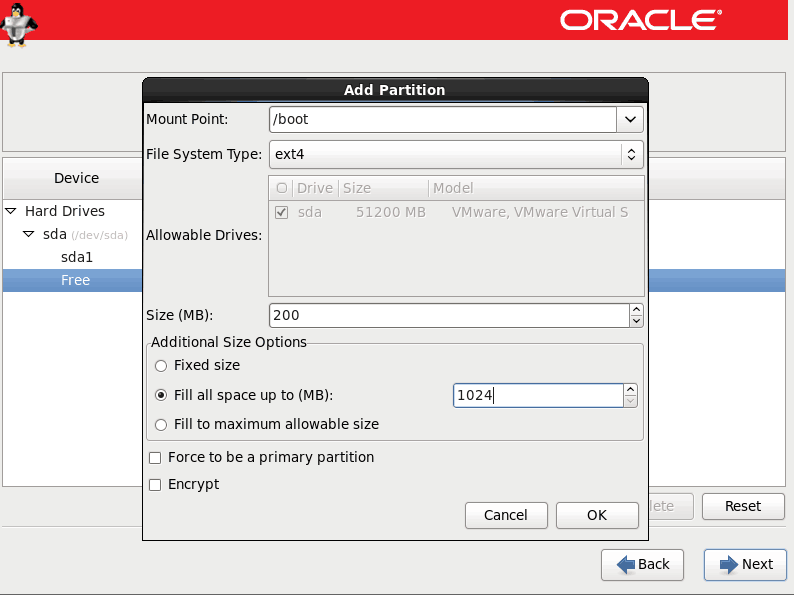 ORACLE®
Add Partition
Mount Point: /boot
File System Type: ext4
Device
Drive Size Model
Hard Drives
sda 51200 MB VMware, VMware Virtual S
sda (/dev/sda)
Allowable Drives:
sda1
Free
Size (MB): 200
Additional Size Options
Fixed size
Fill all space up to (MB): 1024
Fill to maximum allowable size
Force to be a primary partition
Encrypt
Cancel OK lete Reset
Back Next